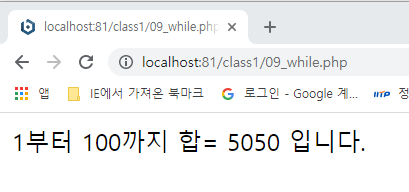 localhost:81/class1/09_while.php
localhost:81/class1/09_while.php
앱 IE에서 가져온 북마크 로그인 - Google 계... IITP 정
1부터 100까지 합= 5050 입니다.